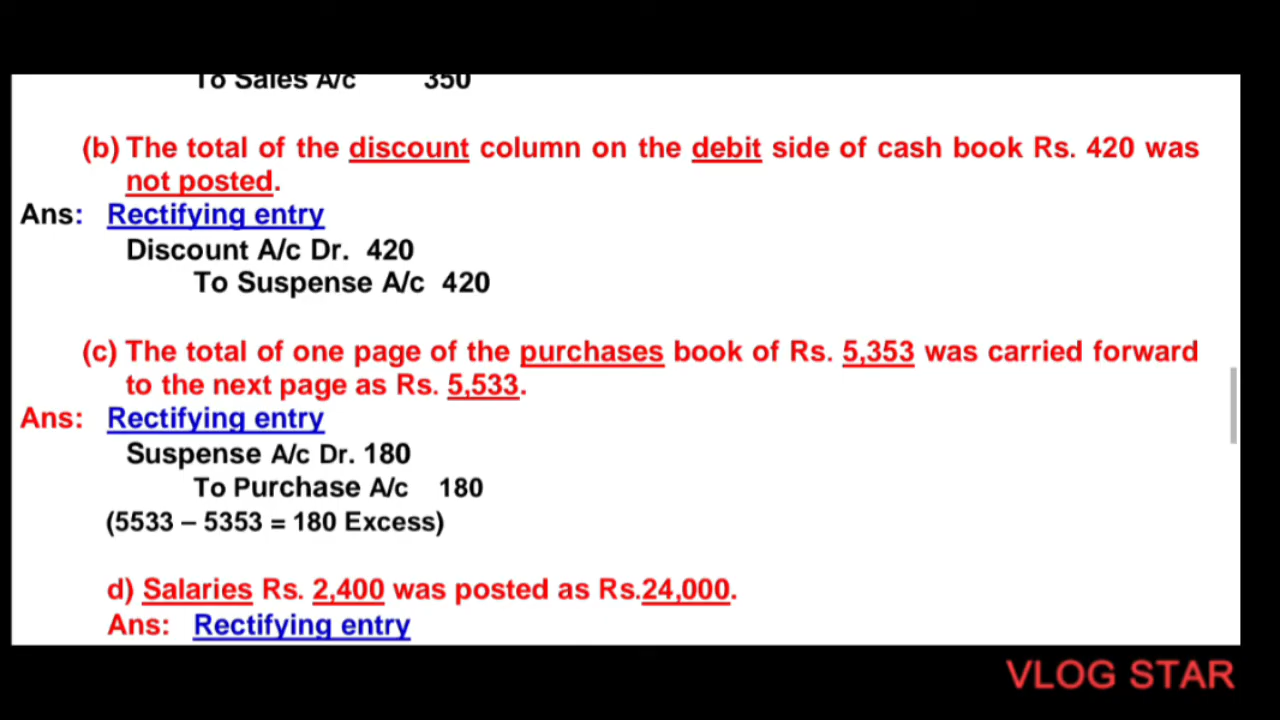 To Sales A/c 350
(b) The total of the discount column on the debit side of cash book Rs. 420 was
not posted.
Ans: Rectifying entry
Discount A/c Dr. 420
To Suspense A/c 420
(c) The total of one page of the purchases book of Rs. 5,353 was carried forward
to the next page as Rs. 5,533.
Ans: Rectifying entry
Suspense A/c Dr. 180
To Purchase A/c 180
(5533 – 5353 = 180 Excess)
d) Salaries Rs. 2,400 was posted as Rs.24,000.
Ans: Rectifying entry
VLOG STAR